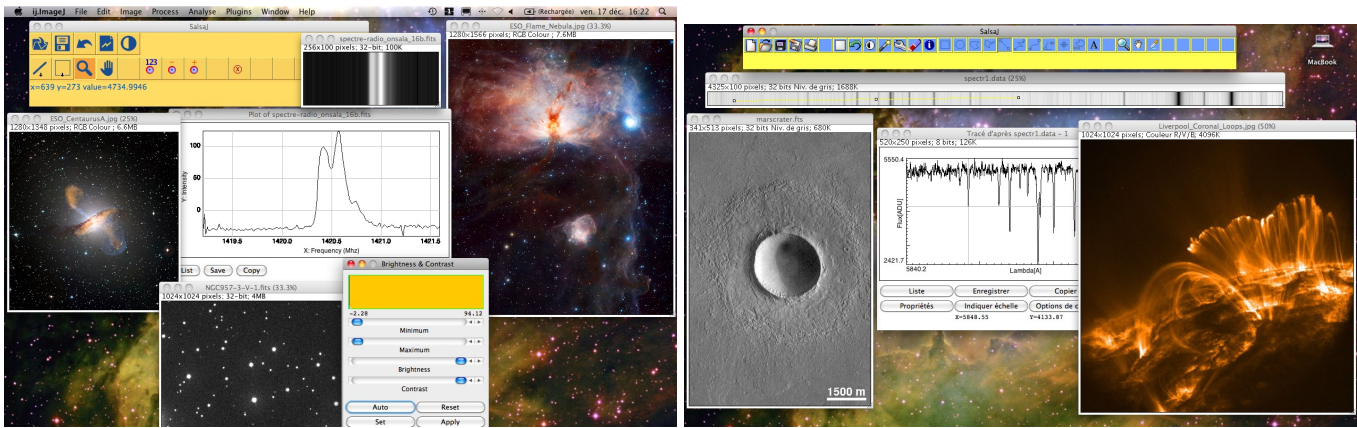 ij.ImageJ File Edit Image Process Analyse Plugins Window Help (Rechargée) ven. 17 déc. 16:22
SalsaJ
123
x=639 y=273 value=4734.9946
spectre-radio_onsala_16b.fits
256x100 pixels; 32-bit; 100K
ESO_Flame_Nebula.jpg (33.3%)
1280x1566 pixels; RGB Colour ; 7.6MB
ESO_CentaurusA.jpg (25%)
1280x1348 pixels; RGB Colour ; 6.6MB
Plot of spectre-radio_onsala_16b.fits
100
50
0
Y: Intensity
1419.5 1420.0 1420.5 1421.0 1421.5
X: Frequency (Mhz)
List Save Copy
NGC957-3-V-1.fits (33.3%)
1024x1024 pixels; 32-bit; 4MB
Brightness & Contrast
-2.28 94.12
Minimum
Maximum
Brightness
Contrast
Auto Reset
Set Apply
SalsaJ
A
MacBook
spectr1.data (25%)
4325x100 pixels; 32 bits Niv. de gris; 1688K
marscrater.fts
341x513 pixels; 32 bits Niv. de gris; 680K
1500 m
Tracé d'après spectr1.data - 1
520x250 pixels; 8 bits; 126K
5550.4
Flux[ADU]
2421.7
5840.2
Lambda[A]
Liste Enregistrer Copier
Propriétés Indiquer échelle Options de c
X=5848.55 Y=4133.87
Liverpool_Coronal_Loops.jpg (50%)
1024x1024 pixels; Couleur R/V/B; 4096K